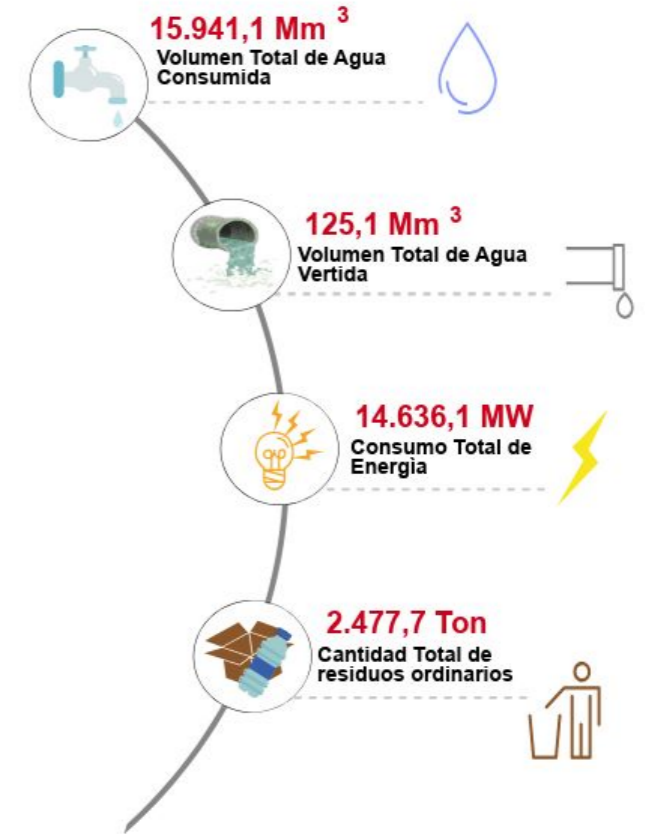 15.941,1 Mm 3
Volumen Total de Agua
Consumida
125,1 Mm 3
Volumen Total de Agua
Vertida
14.636,1 MW
Consumo Total de
Energìa
2.477,7 Ton
Cantidad Total de
residuos ordinarios